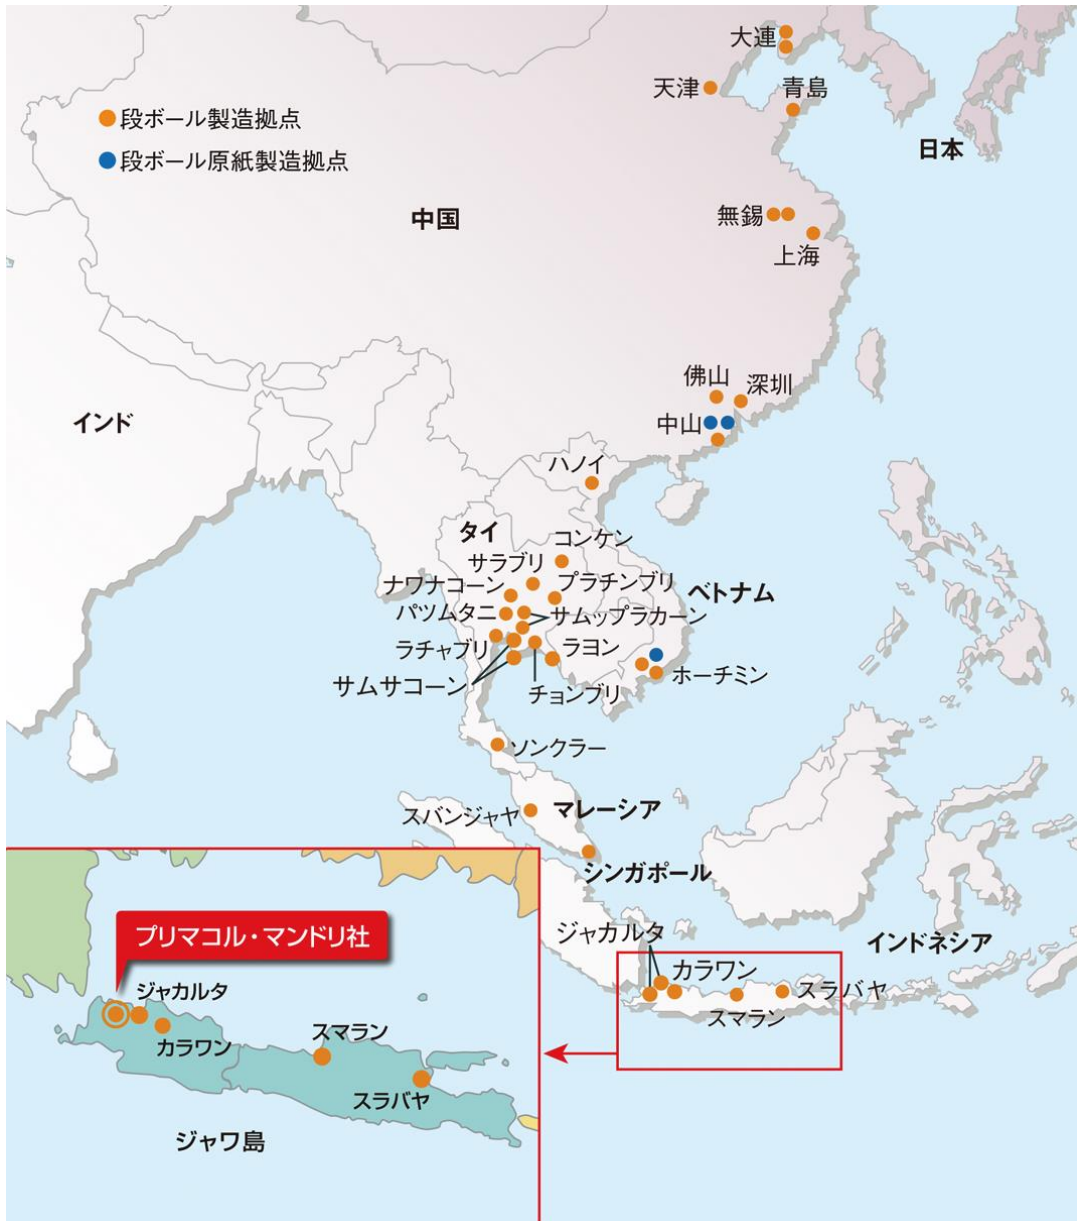 大連
天津
青島
段ボール製造拠点
段ボール原紙製造拠点
日本
中国
無錫
上海
佛山
深圳
インド
中山
ハノイ
タイ
コンケン
サラブリ
ナワナコーン
プラチンブリ
ベトナム
パツムタニ
サムップラカーン
ラチャブリ
ラヨン
サムサコーン
チョンブリ
ホーチミン
ソンクラー
スバンジャヤ
マレーシア
シンガポール
ジャカルタ
インドネシア
カラワン
スラバヤ
スマラン
プリマコル・マンドリ社
ジャカルタ
カラワン
スマラン
スラバヤ
ジャワ島